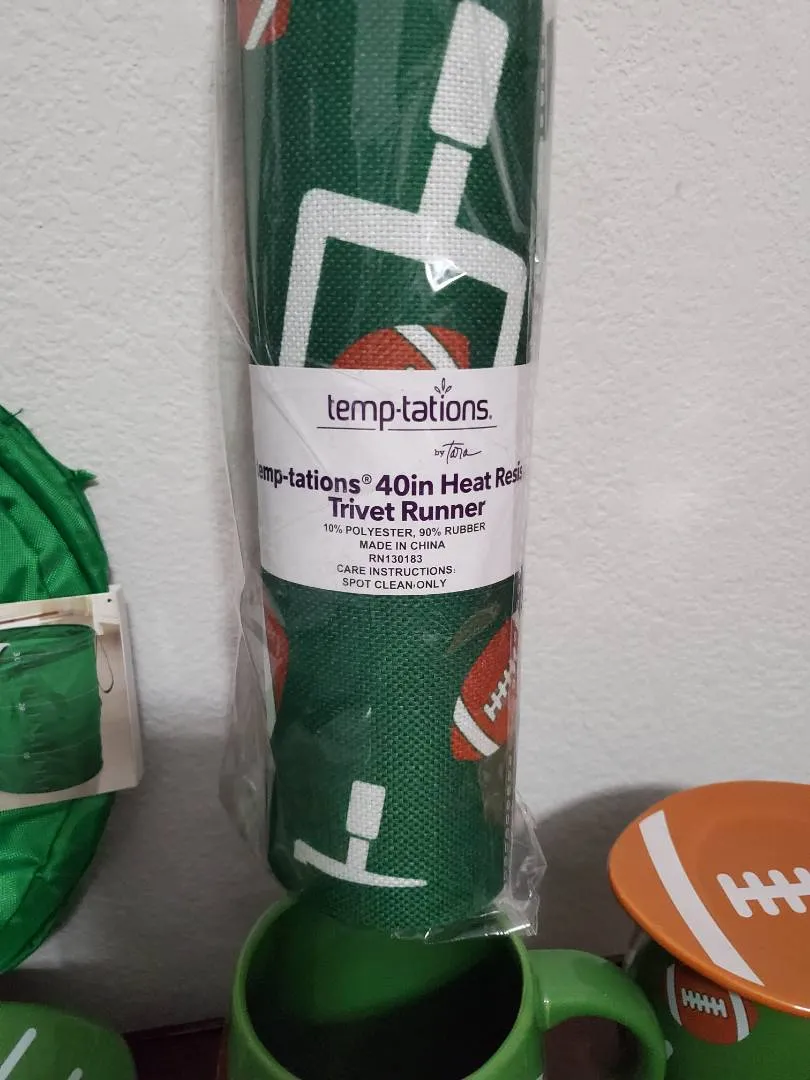 temp-tations.
by Tara
emp-tations® 40in Heat Resis
Trivet Runner
10% POLYESTER, 90% RUBBER
MADE IN CHINA
RN130183
CARE INSTRUCTIONS:
SPOT CLEAN ONLY